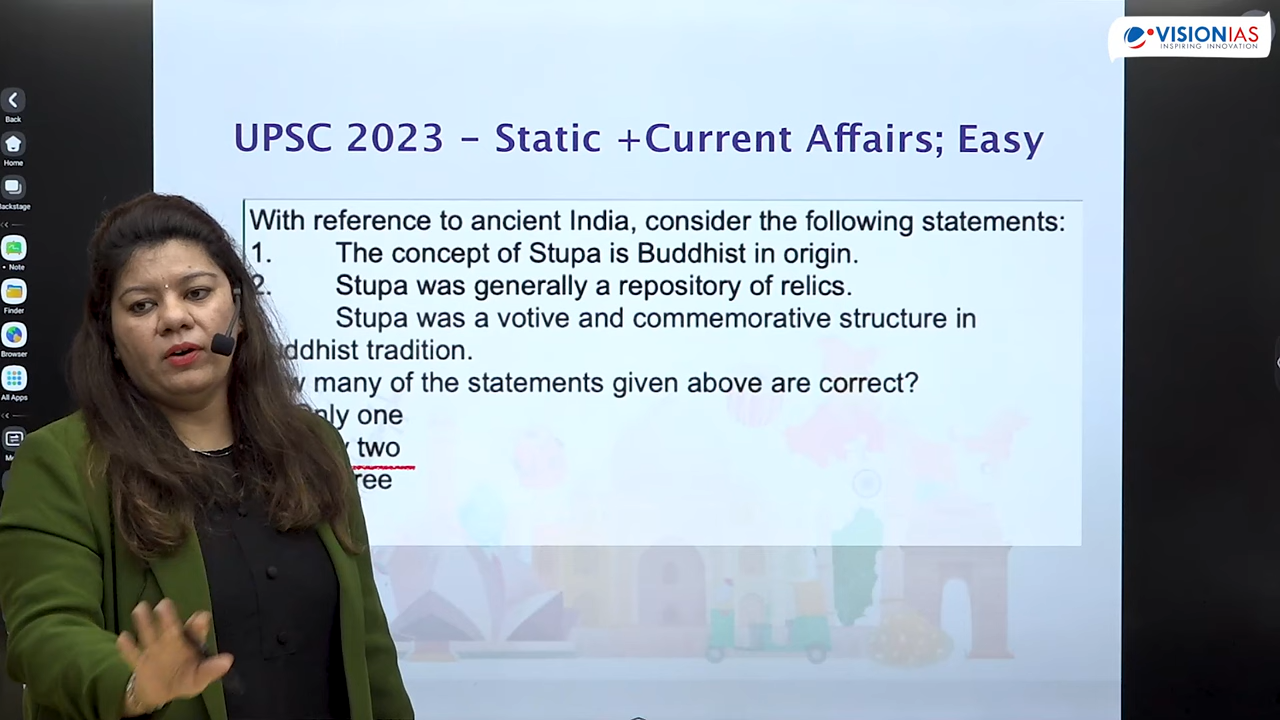 VISIONIAS
INSPIRING INNOVATION
UPSC 2023 – Static +Current Affairs; Easy
With reference to ancient India, consider the following statements:
1. The concept of Stupa is Buddhist in origin.
2. Stupa was generally a repository of relics.
Stupa was a votive and commemorative structure in
ddhist tradition.
many of the statements given above are correct?
nly one
two
ree
Back
Home
Backstage
Note
Finder
Browser
All Apps